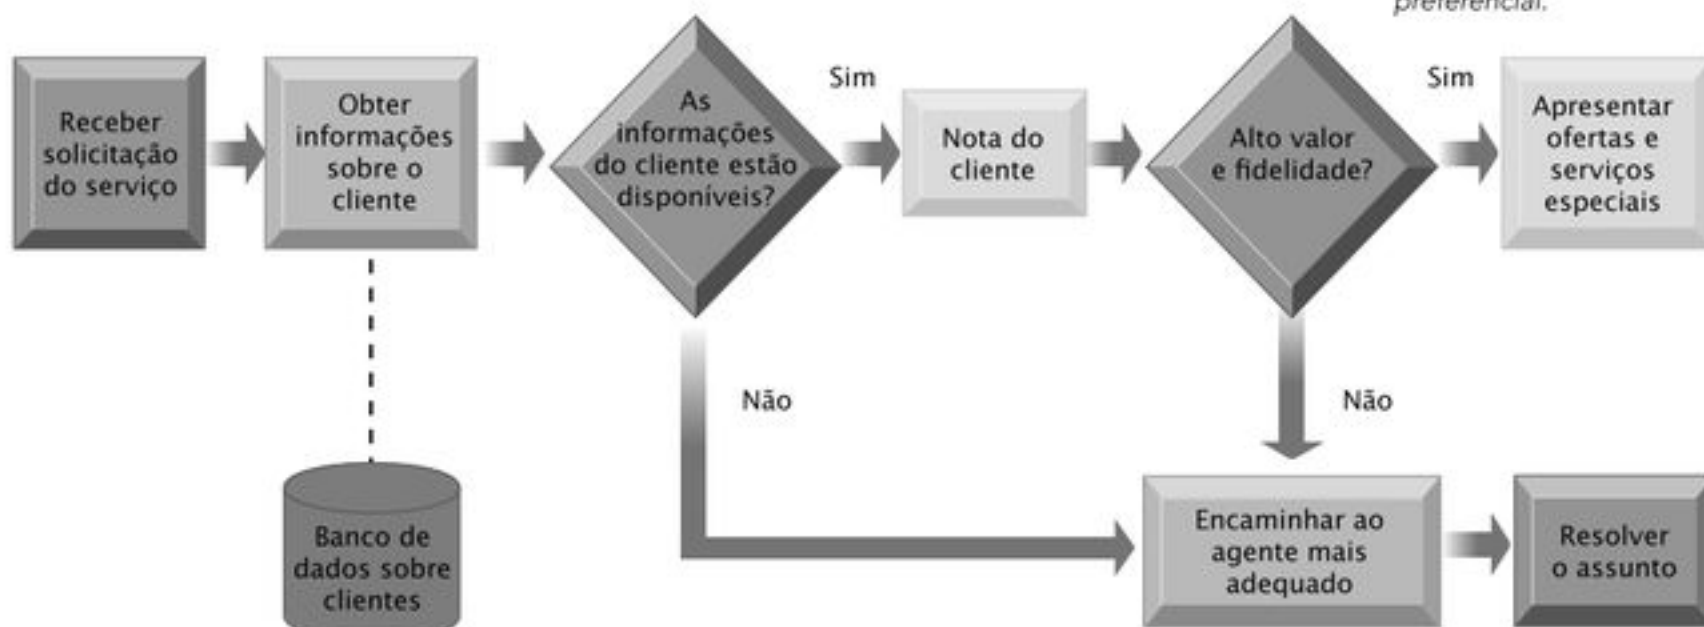 preferencial.
Receber
solicitação
do serviço
Obter
informações
sobre o
cliente
As
informações
do cliente estão
disponíveis?
Sim
Nota do
cliente
Alto valor
e fidelidade?
Sim
Apresentar
ofertas e
serviços
especiais
Não
Não
Banco de
dados sobre
clientes
Encaminhar ao
agente mais
adequado
Resolver
o assunto